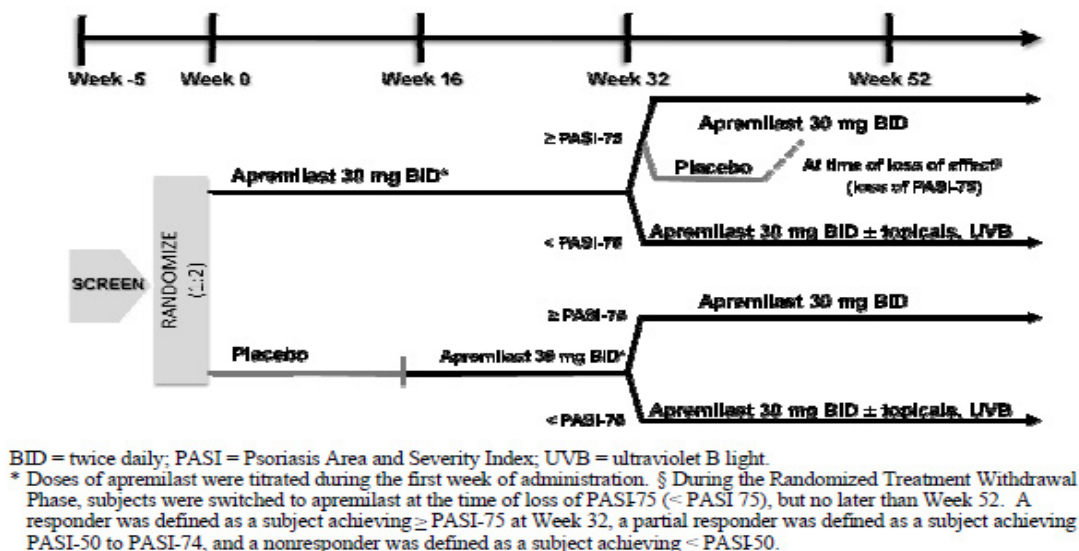 Week -5 Week 0 Week 16 Week 32 Week 52
≥ PASI-75
Apremilast 30 mg BID
Placebo
At time of loss of effect§
(loss of PASI-75)
Apremilast 30 mg BID*
< PASI-75
Apremilast 30 mg BID ± topicals, UVB
SCREEN
RANDOMIZE
(1:2)
≥ PASI-75
Apremilast 30 mg BID
Placebo
Apremilast 30 mg BID*
< PASI-75
Apremilast 30 mg BID ± topicals, UVB
BID = twice daily; PASI = Psoriasis Area and Severity Index; UVB = ultraviolet B light.
* Doses of apremilast were titrated during the first week of administration. § During the Randomized Treatment Withdrawal
Phase, subjects were switched to apremilast at the time of loss of PASI-75 (< PASI 75), but no later than Week 52. A
responder was defined as a subject achieving ≥ PASI-75 at Week 32, a partial responder was defined as a subject achieving
PASI-50 to PASI-74, and a nonresponder was defined as a subject achieving < PASI-50.